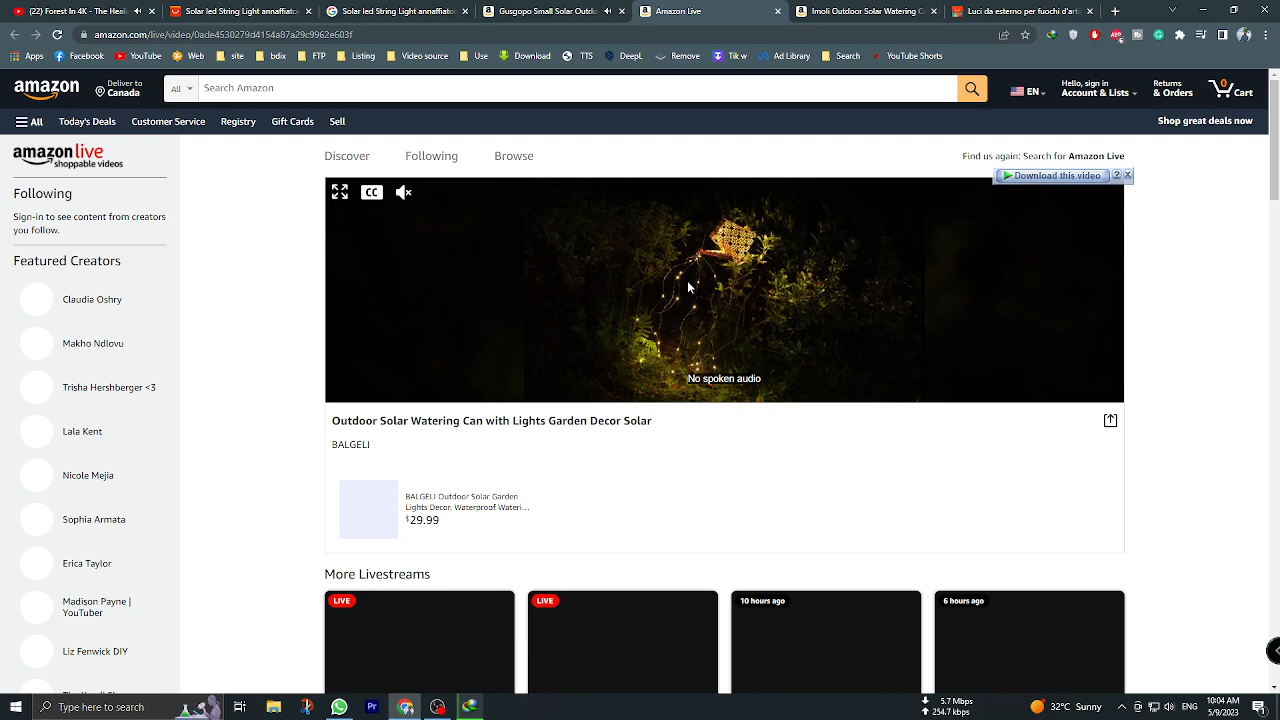 (2) Forest in 4K - The Heali
Solar led String Light annaffiatoi
Solar led String Light annaffiatoi
Gusgopo Small Solar Outdo
Amazon Live
Imoli Outdoor Solar Watering C
Luci da esterno per fuochi d'arti
amazon.com/live/video/0ade4530273d4154a87a29c9962e603f
Apps
Facebook
YouTube
Web
site
bdix
FTP
Listing
Video source
Use
Download
TTS
DeepL
Remove
Tik w
Ad Library
Search
YouTube Shorts
amazon
Deliver to
Canada
All
Search Amazon
EN
Hello, sign in
Account & Lists
Returns
& Orders
0
Cart
All
Today's Deals
Customer Service
Registry
Gift Cards
Sell
Shop great deals now
amazon live
shoppable videos
Discover
Following
Browse
Find us again: Search for Amazon Live
Download this video
?
X
Following
Sign-in to see content from creators
you follow.
Featured Creators
Claudia Oshry
Makho Ndlovu
Trisha Hershberger <3
Lala Kent
Nicole Mejia
Sophia Armata
Erica Taylor
Madison Payne |
YouTuber
Liz Fenwick DIY
CC
No spoken audio
Outdoor Solar Watering Can with Lights Garden Decor Solar
BALGELI
BALGELI Outdoor Solar Garden
Lights Decor, Waterproof Wateri...
$29.99
More Livestreams
LIVE
LIVE
10 hours ago
6 hours ago
Type here to search
Pr
5.7 Mbps
254.7 kbps
32°C Sunny
ENG
10:04 AM
5/9/2023